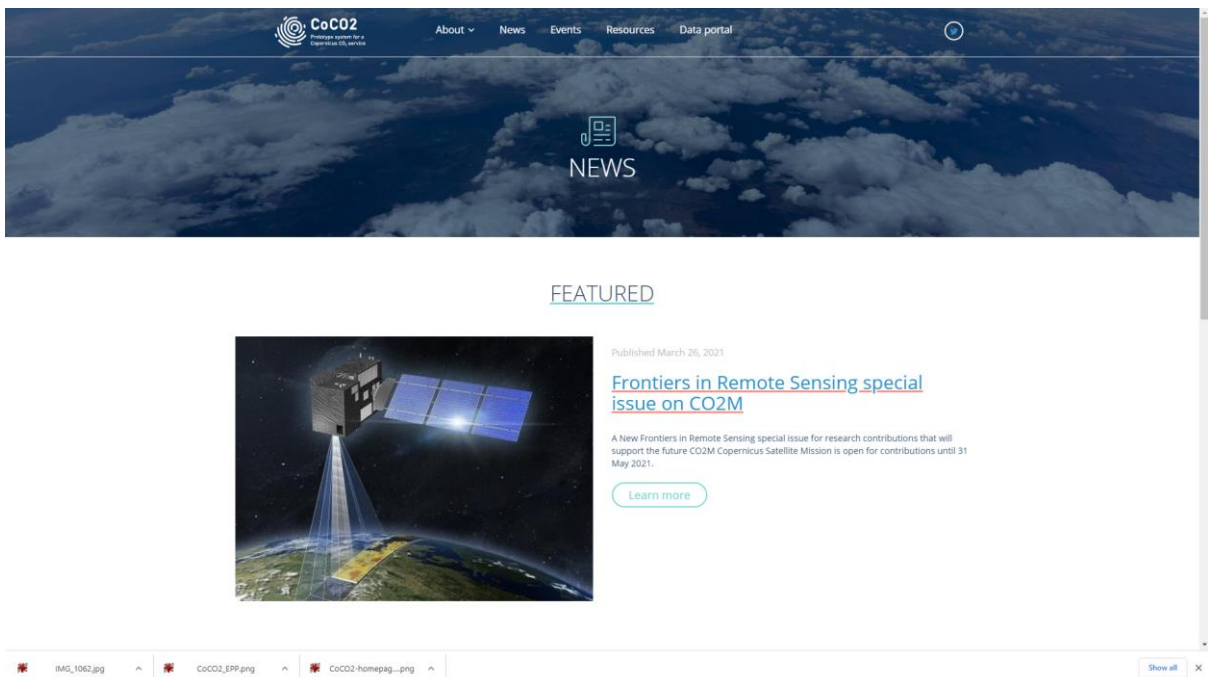 CoCO2
Prototype system for a
Copernicus CO₂ service
About
News
Events
Resources
Data portal
NEWS
FEATURED
Published March 26, 2021
Frontiers in Remote Sensing special
issue on CO2M
A New Frontiers in Remote Sensing special issue for research contributions that will
support the future CO2M Copernicus Satellite Mission is open for contributions until 31
May 2021.
Learn more
IMG_1062.jpg
CoCO2_EPP.png
CoCO2-homepag....png
Show all